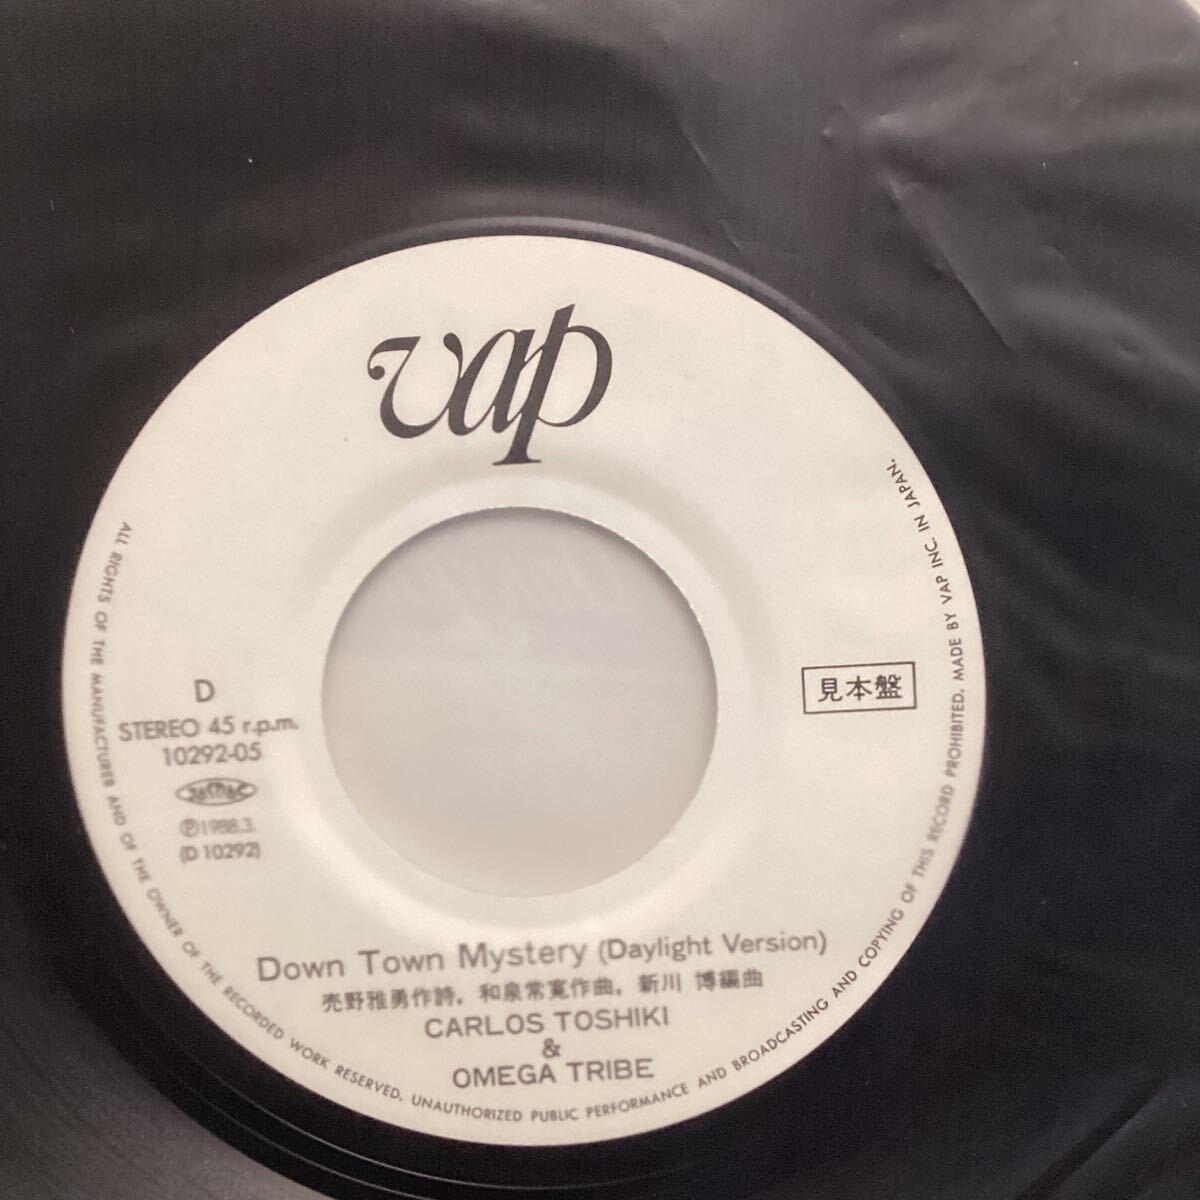 vap
見本盤
D
STEREO 45 r.p.m.
10292-05
JASRAC
Ⓟ1988.3
(D 10292)
Down Town Mystery (Daylight Version)
売野雅勇作詩, 和泉常寛作曲, 新川 博編曲
CARLOS TOSHIKI
&
OMEGA TRIBE
ALL RIGHTS OF THE MANUFACTURER AND OF THE OWNER OF THE RECORDED WORK RESERVED. UNAUTHORIZED PUBLIC PERFORMANCE AND BROADCASTING AND COPYING OF THIS RECORD PROHIBITED. MADE BY VAP INC. IN JAPAN.